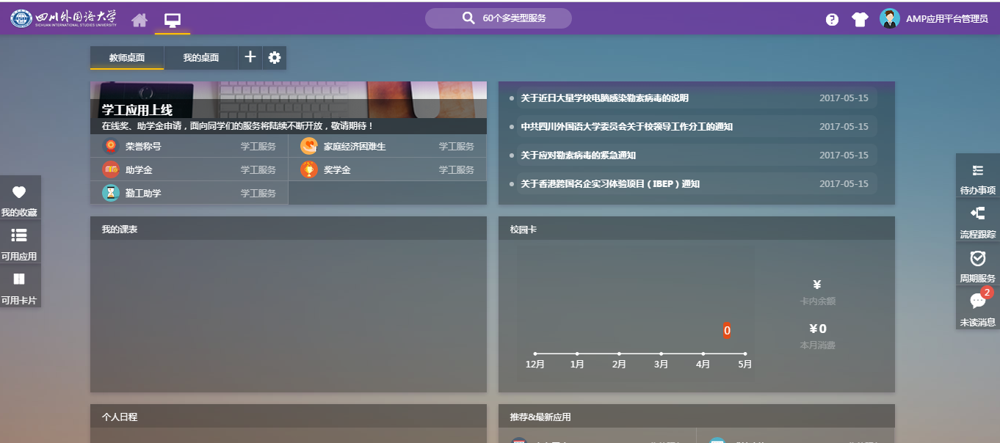 四川外国语大学
SICHUAN INTERNATIONAL STUDIES UNIVERSITY
60个多类型服务
AMP应用平台管理员
教师桌面
我的桌面
学工应用上线
在线奖、助学金申请，面向同学们的服务将陆续不断开放，敬请期待！
荣誉称号 学工服务
家庭经济困难生 学工服务
助学金 学工服务
奖学金 学工服务
勤工助学 学工服务
关于近日大量学校电脑感染勒索病毒的说明 2017-05-15
中共四川外国语大学委员会关于校领导工作分工的通知 2017-05-15
关于应对勒索病毒的紧急通知 2017-05-15
关于香港跨国名企实习体验项目（IBEP）通知 2017-05-15
我的收藏
可用应用
可用卡片
待办事项
流程跟踪
周期服务
2
未读消息
我的课表
校园卡
¥
卡内余额
0
¥0
本月消费
12月 1月 2月 3月 4月 5月
个人日程
推荐&最新应用